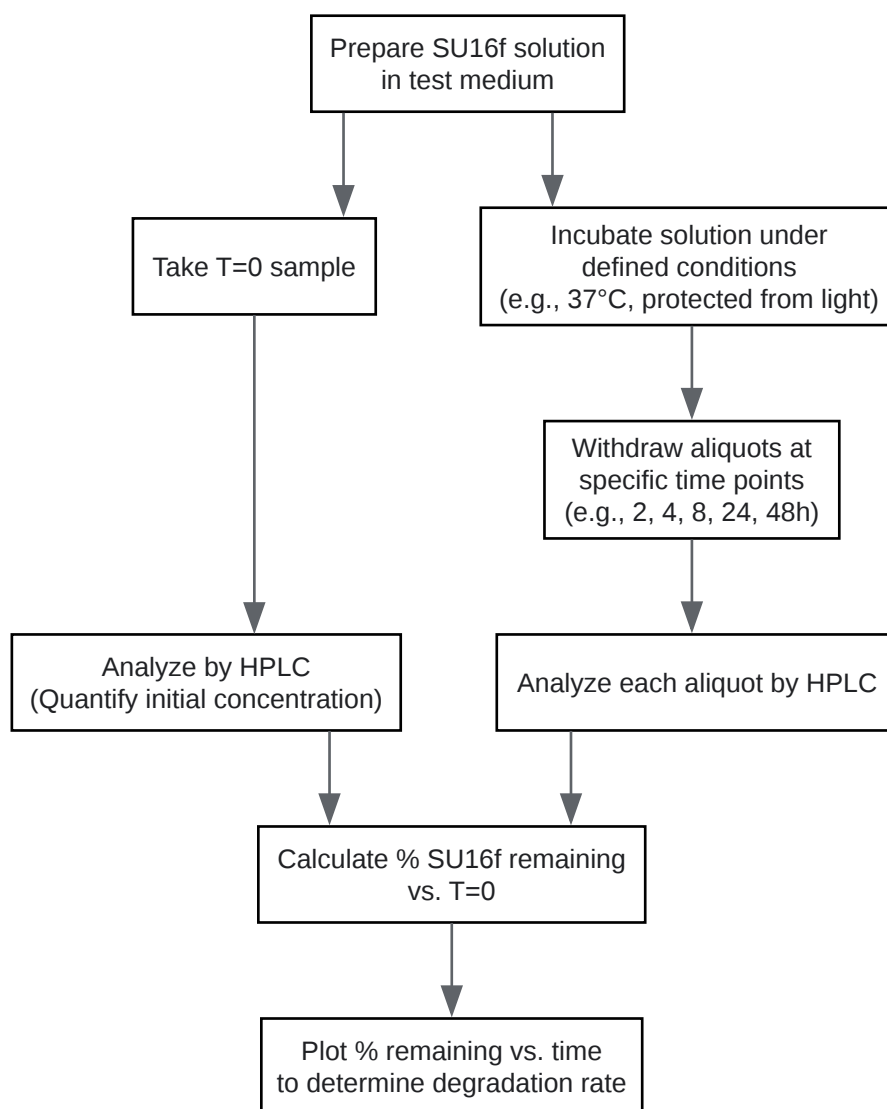 Prepare SU16f solution
in test medium
Take T=0 sample
Incubate solution under
defined conditions
(e.g., 37°C, protected from light)
Withdraw aliquots at
specific time points
(e.g., 2, 4, 8, 24, 48h)
Analyze by HPLC
(Quantify initial concentration)
Analyze each aliquot by HPLC
Calculate % SU16f remaining
vs. T=0
Plot % remaining vs. time
to determine degradation rate